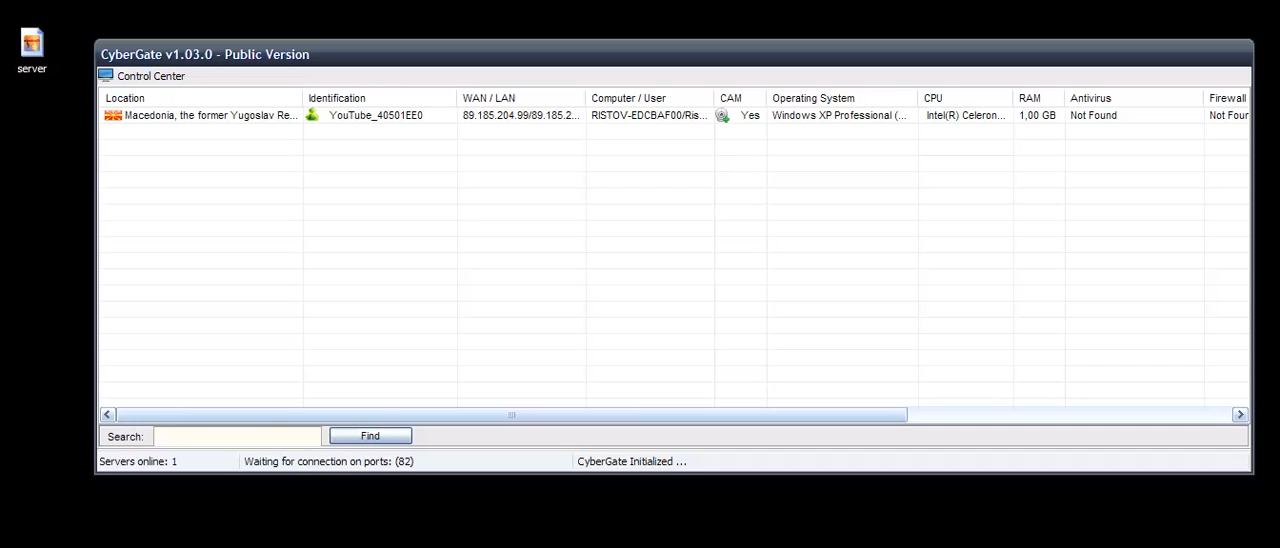 server
CyberGate v1.03.0 - Public Version
Control Center
Location Identification WAN / LAN Computer / User CAM Operating System CPU RAM Antivirus Firewall
Macedonia, the former Yugoslav Re... YouTube_40501EE0 89.185.204.99/89.185.2... RISTOV-EDCBAF00/Ris... Yes Windows XP Professional (... Intel(R) Celeron... 1,00 GB Not Found Not Four
Search: Find
Servers online: 1 Waiting for connection on ports: (82) CyberGate Initialized ...